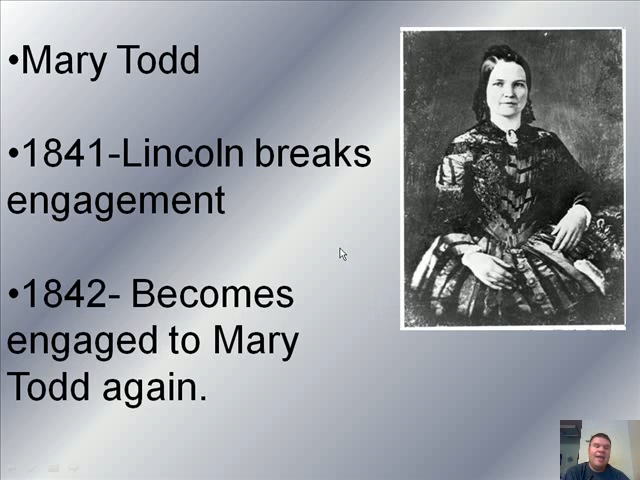 •Mary Todd
•1841-Lincoln breaks
engagement
•1842- Becomes
engaged to Mary
Todd again.